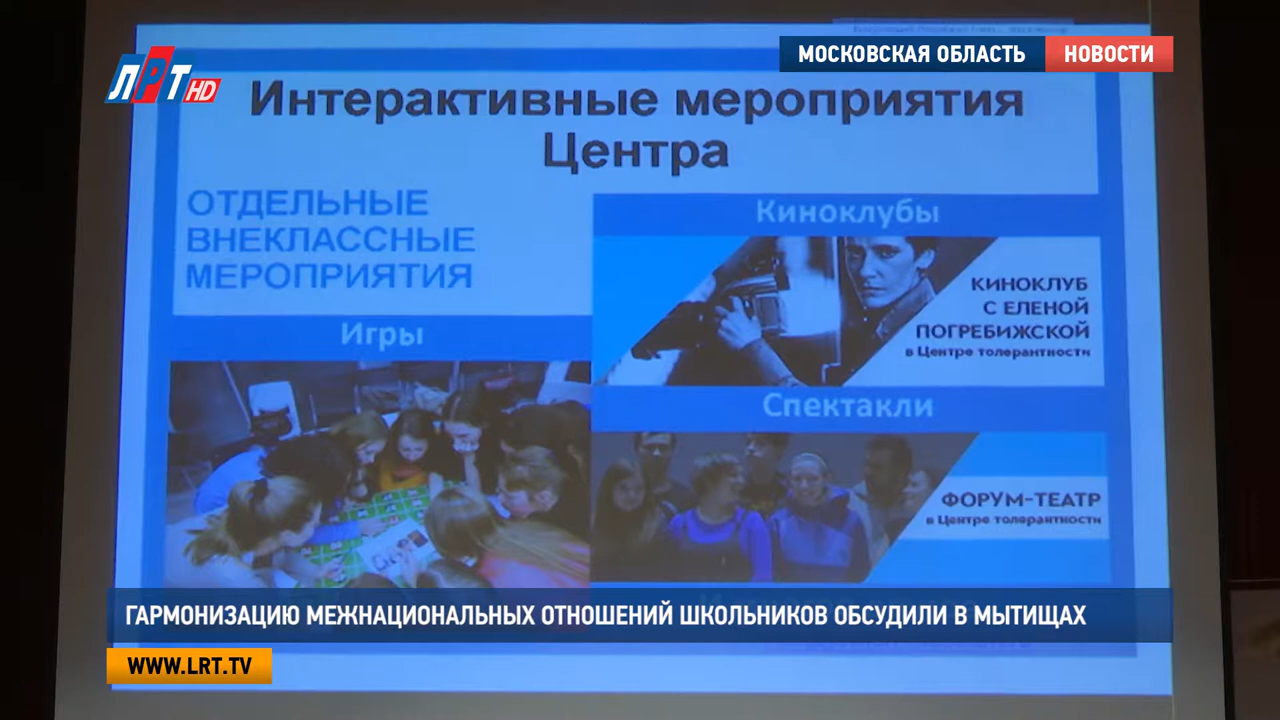 МОСКОВСКАЯ ОБЛАСТЬ НОВОСТИ
ЛРТ HD
Интерактивные мероприятия
Центра
ОТДЕЛЬНЫЕ
ВНЕКЛАССНЫЕ
МЕРОПРИЯТИЯ
Игры
Киноклубы
КИНОКЛУБ
С ЕЛЕНОЙ
ПОГРЕБИЖСКОЙ
в Центре толерантности
Спектакли
ФОРУМ-ТЕАТР
в Центре толерантности
ГАРМОНИЗАЦИЮ МЕЖНАЦИОНАЛЬНЫХ ОТНОШЕНИЙ ШКОЛЬНИКОВ ОБСУДИЛИ В МЫТИЩАХ
WWW.LRT.TV